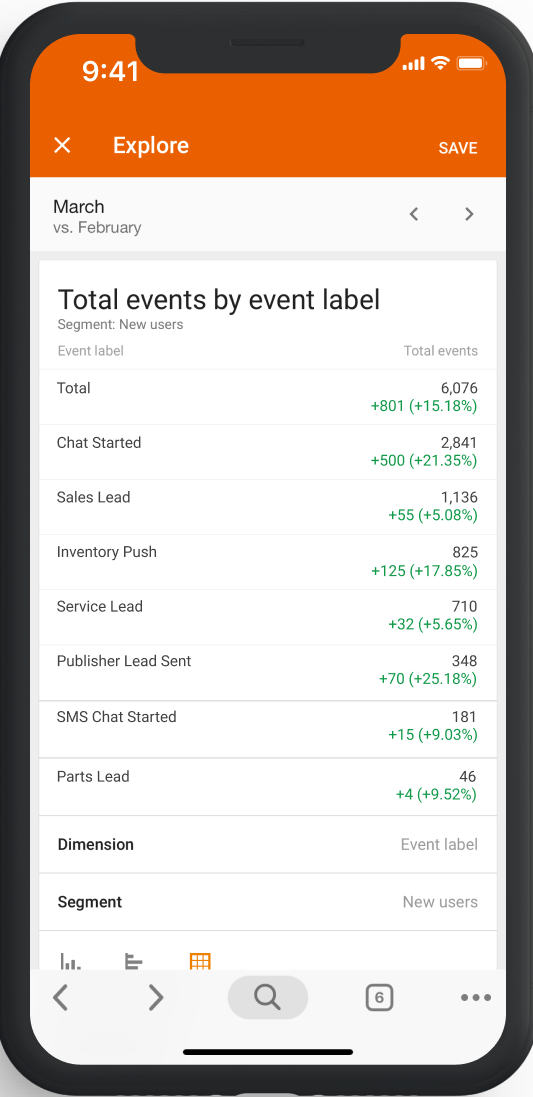 9:41
Explore
SAVE
March
vs. February
Total events by event label
Segment: New users
Event label Total events
Total 6,076
+801 (+15.18%)
Chat Started 2,841
+500 (+21.35%)
Sales Lead 1,136
+55 (+5.08%)
Inventory Push 825
+125 (+17.85%)
Service Lead 710
+32 (+5.65%)
Publisher Lead Sent 348
+70 (+25.18%)
SMS Chat Started 181
+15 (+9.03%)
Parts Lead 46
+4 (+9.52%)
Dimension Event label
Segment New users
6